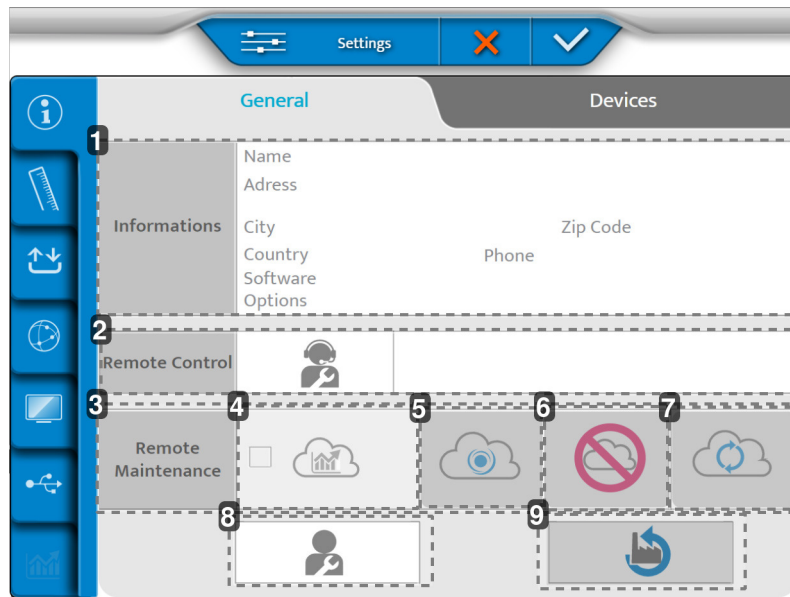 Settings
General
Devices
1
Name
Adress
Informations
City
Zip Code
Country
Phone
Software
Options
2
Remote Control
3
4
5
6
7
Remote
Maintenance
8
9